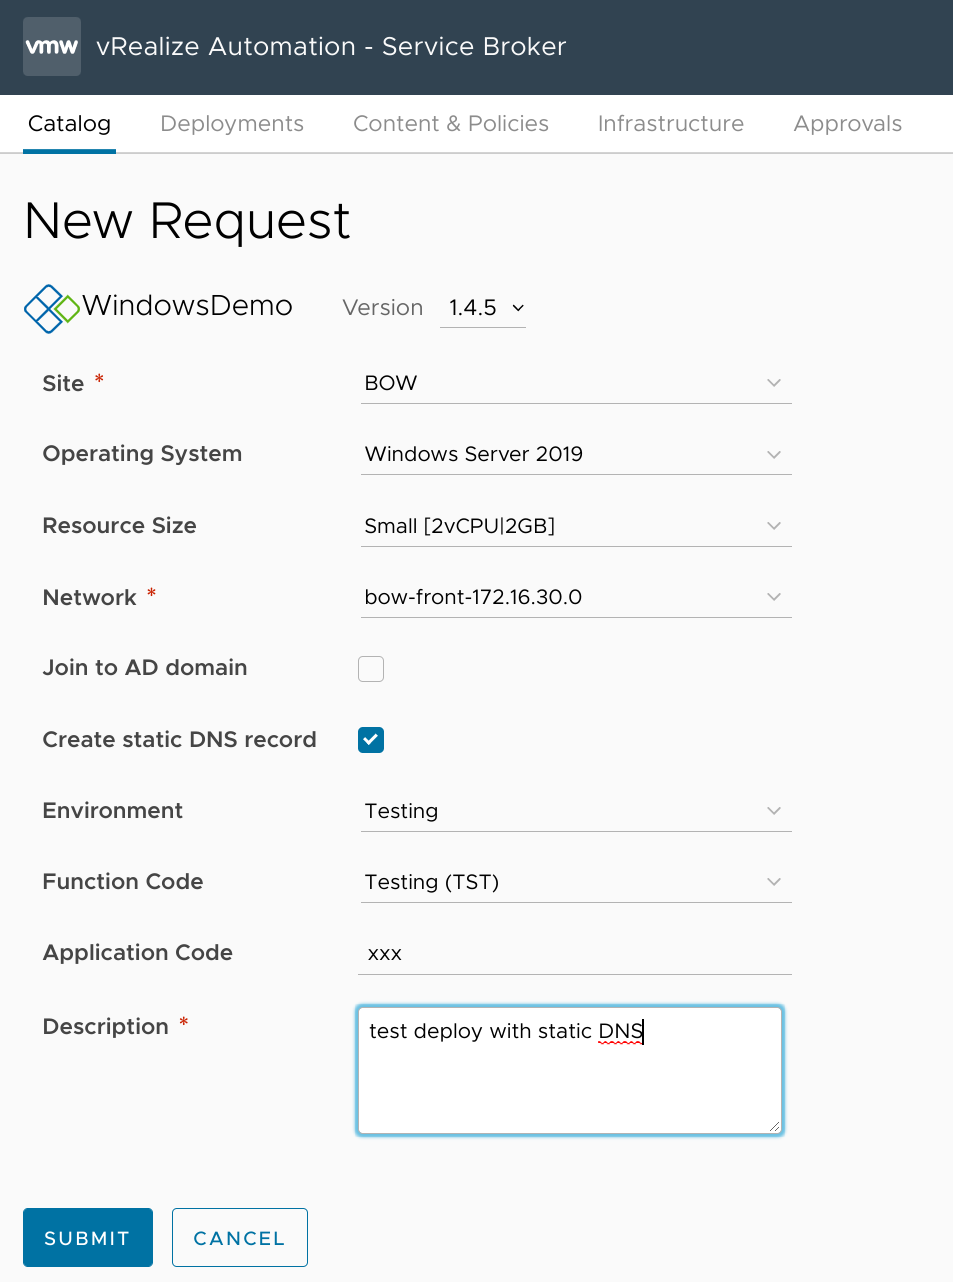 vmw vRealize Automation - Service Broker
Catalog Deployments Content & Policies Infrastructure Approvals
New Request
WindowsDemo Version 1.4.5
Site * BOW
Operating System Windows Server 2019
Resource Size Small [2vCPU|2GB]
Network * bow-front-172.16.30.0
Join to AD domain
Create static DNS record
Environment Testing
Function Code Testing (TST)
Application Code xxx
Description * test deploy with static DNS
SUBMIT CANCEL